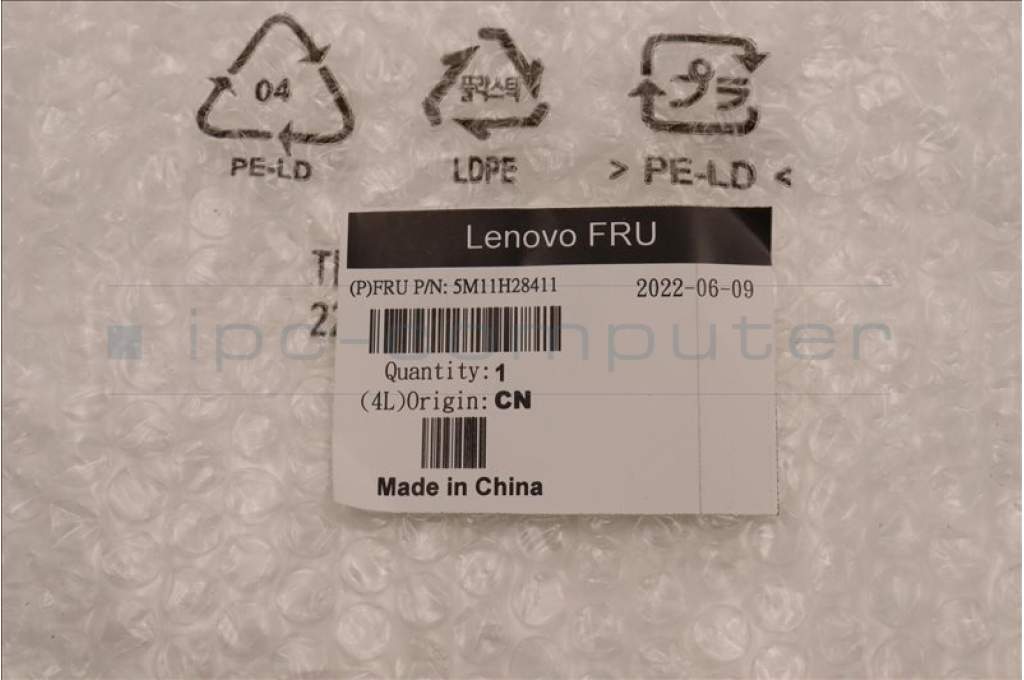 04
플라스틱
プラ
PE-LD
LDPE
> PE-LD <
Lenovo FRU
(P)FRU P/N: 5M11H28411
2022-06-09
ipc-computer
Quantity:1
(4L)Origin: CN
Made in China